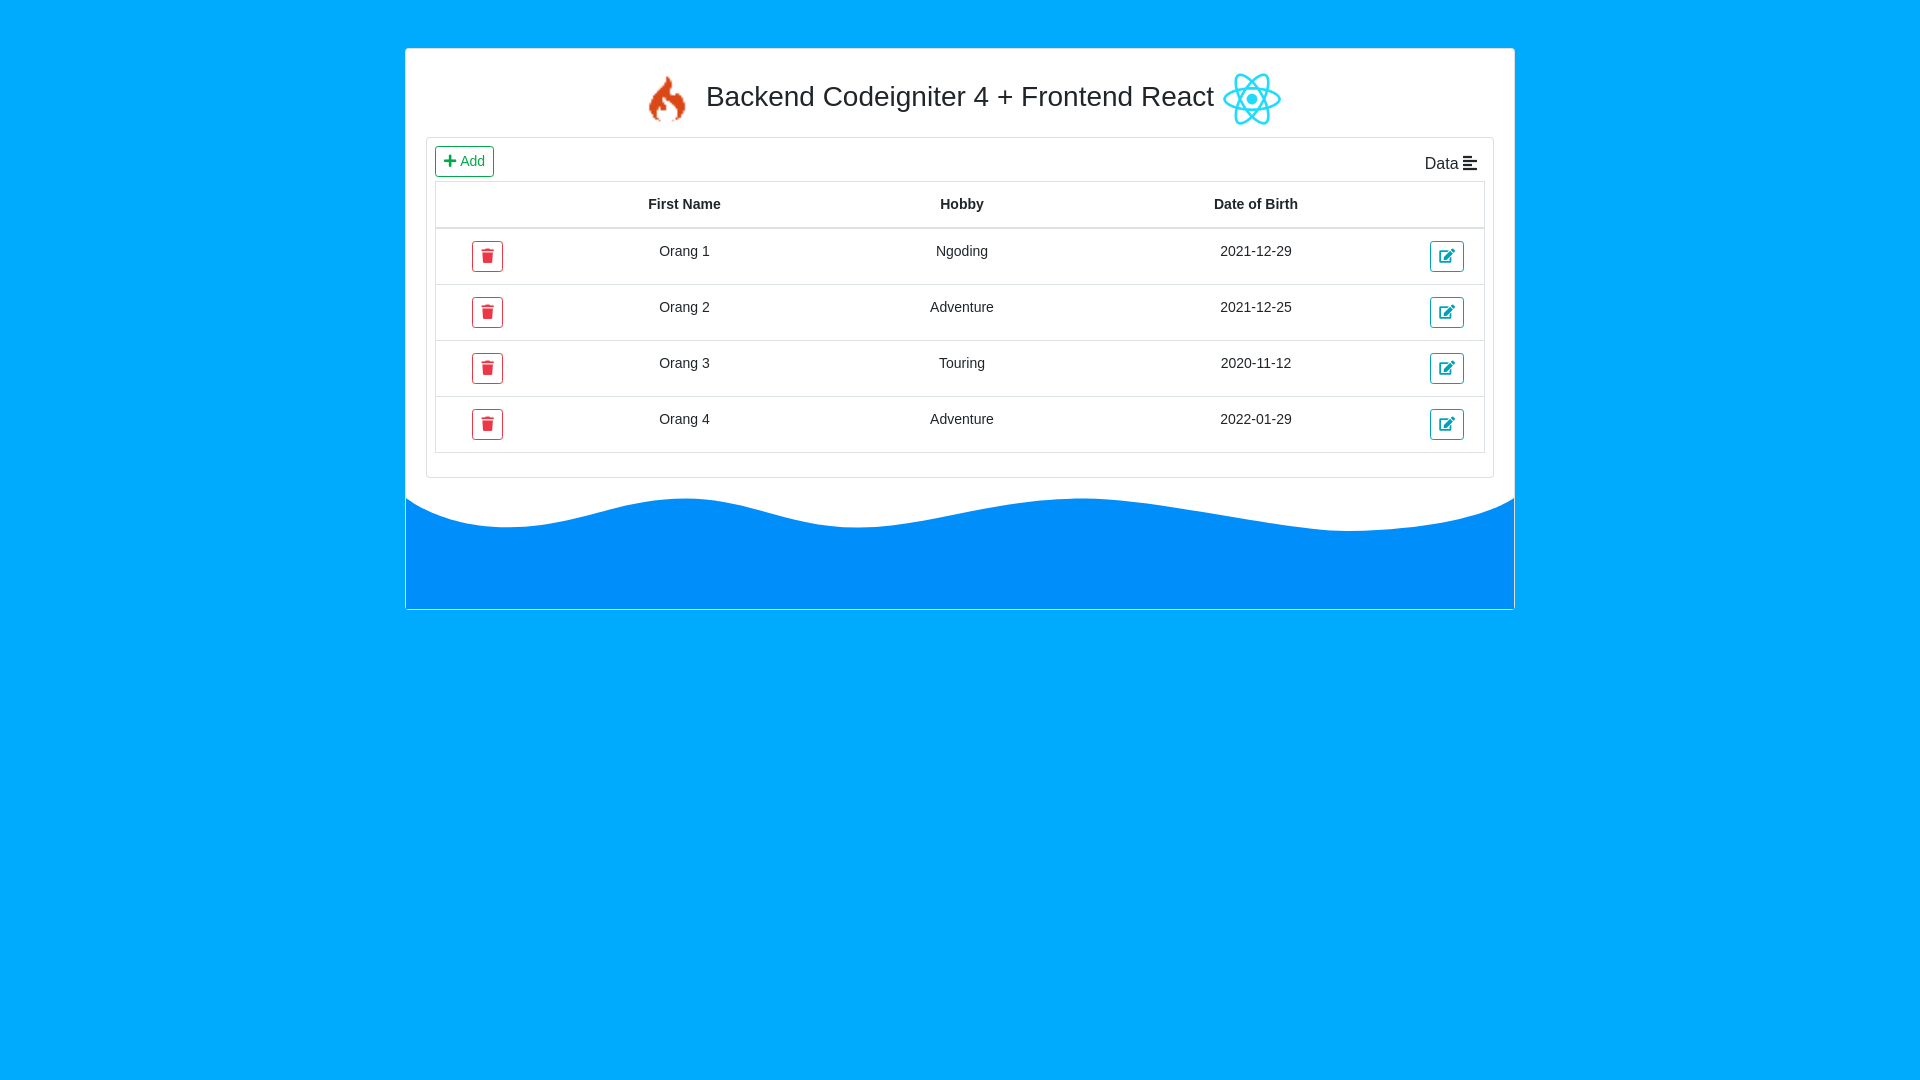 Backend Codeigniter 4 + Frontend React
Add
Data
First Name Hobby Date of Birth
Orang 1 Ngoding 2021-12-29
Orang 2 Adventure 2021-12-25
Orang 3 Touring 2020-11-12
Orang 4 Adventure 2022-01-29